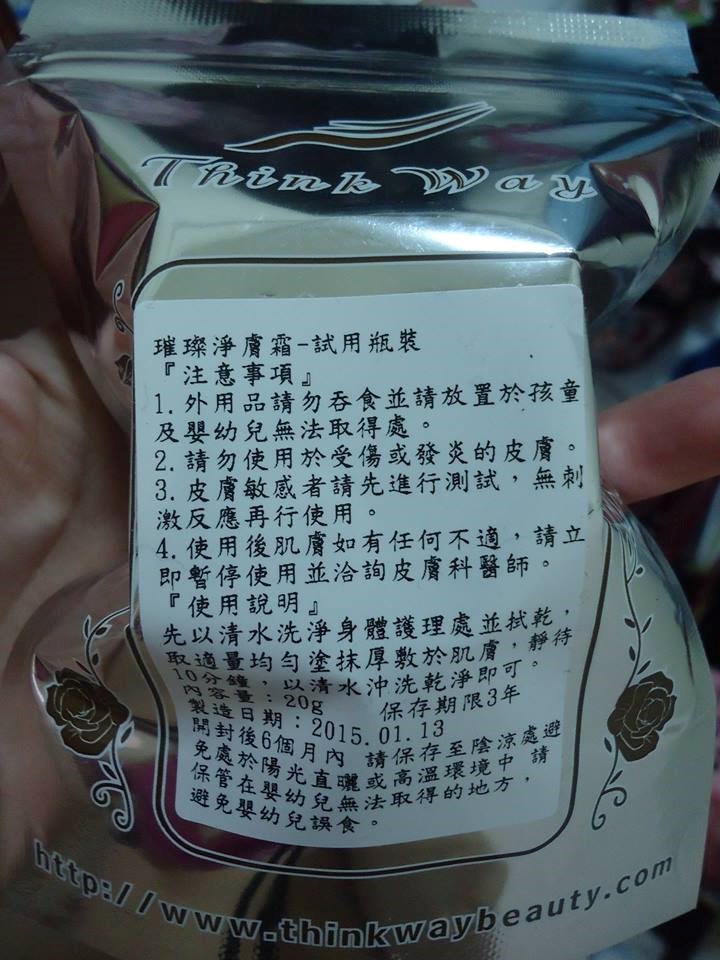 Think Way
璀璨淨膚霜-試用瓶裝
『注意事項』
1.外用品請勿吞食並請放置於孩童
及嬰幼兒無法取得處。
2.請勿使用於受傷或發炎的皮膚。
3.皮膚敏感者請先進行測試，無刺
激反應再行使用。
4.使用後肌膚如有任何不適，請立
即暫停使用並洽詢皮膚科醫師。
『使用說明』
先以清水洗淨身體護理處並拭乾，
取適量均勻塗抹厚敷於肌膚，靜待
10分鐘，以清水沖洗乾淨即可。
內容量：20g 保存期限3年
製造日期：2015.01.13
開封後6個月內 請保存至陰涼處避
免處於陽光直曬或高溫環境中 請
保管在嬰幼兒無法取得的地方，
避免嬰幼兒誤食。
http://www.thinkwaybeauty.com